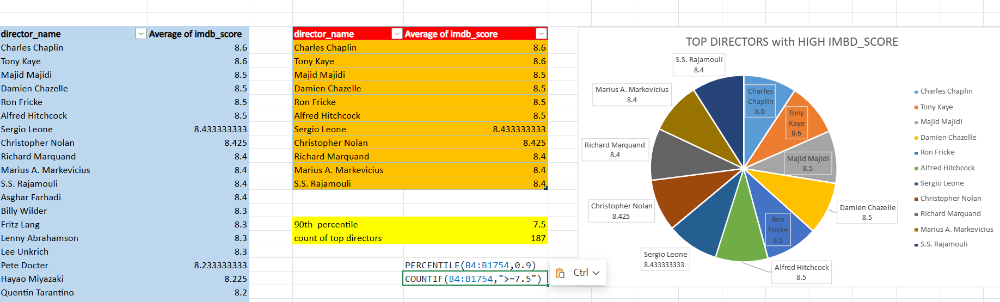 director_name Average of imdb_score
Charles Chaplin 8.6
Tony Kaye 8.6
Majid Majidi 8.5
Damien Chazelle 8.5
Ron Fricke 8.5
Alfred Hitchcock 8.5
Sergio Leone 8.433333333
Christopher Nolan 8.425
Richard Marquand 8.4
Marius A. Markevicius 8.4
S.S. Rajamouli 8.4
Asghar Farhadi 8.4
Billy Wilder 8.3
Fritz Lang 8.3
Lenny Abrahamson 8.3
Lee Unkrich 8.3
Pete Docter 8.233333333
Hayao Miyazaki 8.225
Quentin Tarantino 8.2
director_name Average of imdb_score
Charles Chaplin 8.6
Tony Kaye 8.6
Majid Majidi 8.5
Damien Chazelle 8.5
Ron Fricke 8.5
Alfred Hitchcock 8.5
Sergio Leone 8.433333333
Christopher Nolan 8.425
Richard Marquand 8.4
Marius A. Markevicius 8.4
S.S. Rajamouli 8.4
90th percentile 7.5
count of top directors 187
PERCENTILE(B4:B1754,0.9)
COUNTIF(B4:B1754,">=7.5")
Ctrl
TOP DIRECTORS with HIGH IMBD_SCORE
S.S. Rajamouli
8.4
Marius A. Markevicius
8.4
Richard Marquand
8.4
Christopher Nolan
8.425
Sergio Leone
8.433333333
Alfred Hitchcock
8.5
Ron
Fricke
8.5
Damien Chazelle
8.5
Majid Majidi
8.5
Tony
Kaye
8.6
Charles
Chaplin
8.6
Charles Chaplin
Tony Kaye
Majid Majidi
Damien Chazelle
Ron Fricke
Alfred Hitchcock
Sergio Leone
Christopher Nolan
Richard Marquand
Marius A. Markevicius
S.S. Rajamouli